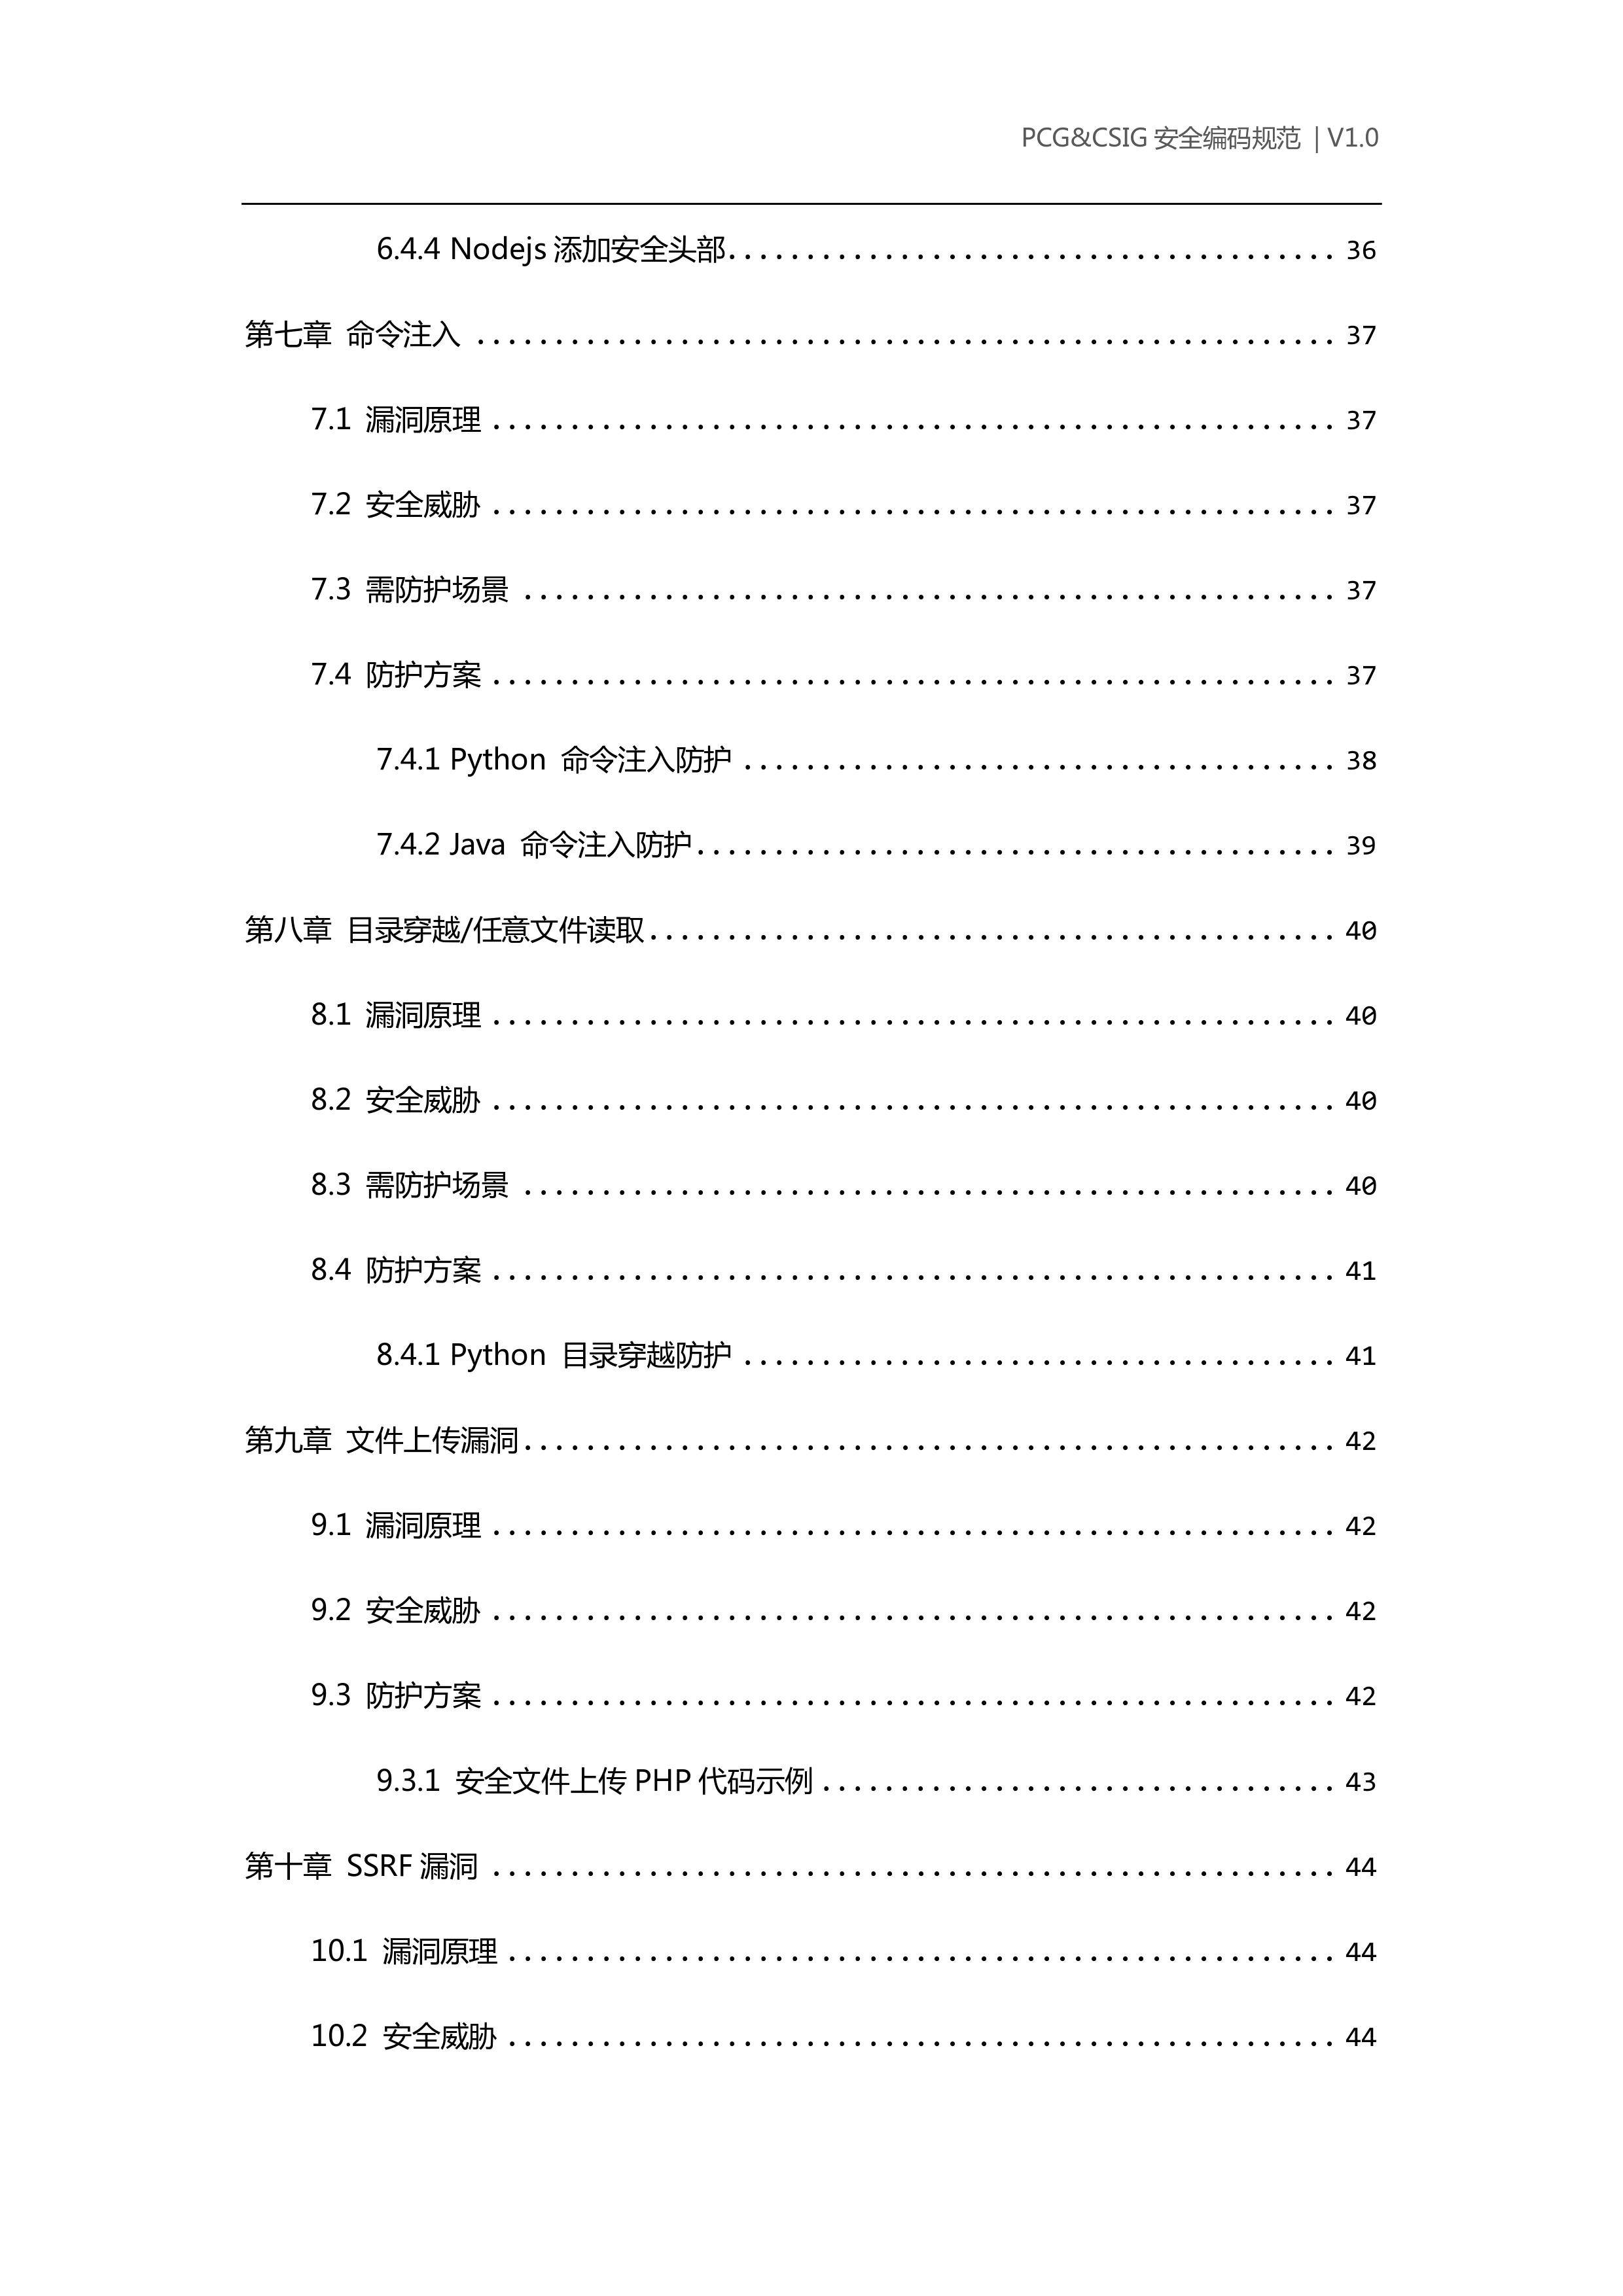 PCG&CSIG 安全编码规范 | V1.0
6.4.4 Nodejs 添加安全头部. . . . . . . . . . . . . . . . . . . . . . . . . . . . . . . . . . . . . . . 36
第七章 命令注入 . . . . . . . . . . . . . . . . . . . . . . . . . . . . . . . . . . . . . . . . . . . . . . . . . . . . . . . 37
7.1 漏洞原理 . . . . . . . . . . . . . . . . . . . . . . . . . . . . . . . . . . . . . . . . . . . . . . . . . . . . . . 37
7.2 安全威胁 . . . . . . . . . . . . . . . . . . . . . . . . . . . . . . . . . . . . . . . . . . . . . . . . . . . . . . 37
7.3 需防护场景 . . . . . . . . . . . . . . . . . . . . . . . . . . . . . . . . . . . . . . . . . . . . . . . . . . . . 37
7.4 防护方案 . . . . . . . . . . . . . . . . . . . . . . . . . . . . . . . . . . . . . . . . . . . . . . . . . . . . . . 37
7.4.1 Python 命令注入防护 . . . . . . . . . . . . . . . . . . . . . . . . . . . . . . . . . . . . . . 38
7.4.2 Java 命令注入防护. . . . . . . . . . . . . . . . . . . . . . . . . . . . . . . . . . . . . . . . . 39
第八章 目录穿越/任意文件读取. . . . . . . . . . . . . . . . . . . . . . . . . . . . . . . . . . . . . . . . . . . . 40
8.1 漏洞原理 . . . . . . . . . . . . . . . . . . . . . . . . . . . . . . . . . . . . . . . . . . . . . . . . . . . . . . 40
8.2 安全威胁 . . . . . . . . . . . . . . . . . . . . . . . . . . . . . . . . . . . . . . . . . . . . . . . . . . . . . . 40
8.3 需防护场景 . . . . . . . . . . . . . . . . . . . . . . . . . . . . . . . . . . . . . . . . . . . . . . . . . . . . 40
8.4 防护方案 . . . . . . . . . . . . . . . . . . . . . . . . . . . . . . . . . . . . . . . . . . . . . . . . . . . . . . 41
8.4.1 Python 目录穿越防护 . . . . . . . . . . . . . . . . . . . . . . . . . . . . . . . . . . . . . . 41
第九章 文件上传漏洞. . . . . . . . . . . . . . . . . . . . . . . . . . . . . . . . . . . . . . . . . . . . . . . . . . . . 42
9.1 漏洞原理 . . . . . . . . . . . . . . . . . . . . . . . . . . . . . . . . . . . . . . . . . . . . . . . . . . . . . . 42
9.2 安全威胁 . . . . . . . . . . . . . . . . . . . . . . . . . . . . . . . . . . . . . . . . . . . . . . . . . . . . . . 42
9.3 防护方案 . . . . . . . . . . . . . . . . . . . . . . . . . . . . . . . . . . . . . . . . . . . . . . . . . . . . . . 42
9.3.1 安全文件上传 PHP 代码示例 . . . . . . . . . . . . . . . . . . . . . . . . . . . . . . . . . 43
第十章 SSRF 漏洞 . . . . . . . . . . . . . . . . . . . . . . . . . . . . . . . . . . . . . . . . . . . . . . . . . . . . . . 44
10.1 漏洞原理 . . . . . . . . . . . . . . . . . . . . . . . . . . . . . . . . . . . . . . . . . . . . . . . . . . . . . 44
10.2 安全威胁 . . . . . . . . . . . . . . . . . . . . . . . . . . . . . . . . . . . . . . . . . . . . . . . . . . . . . 44